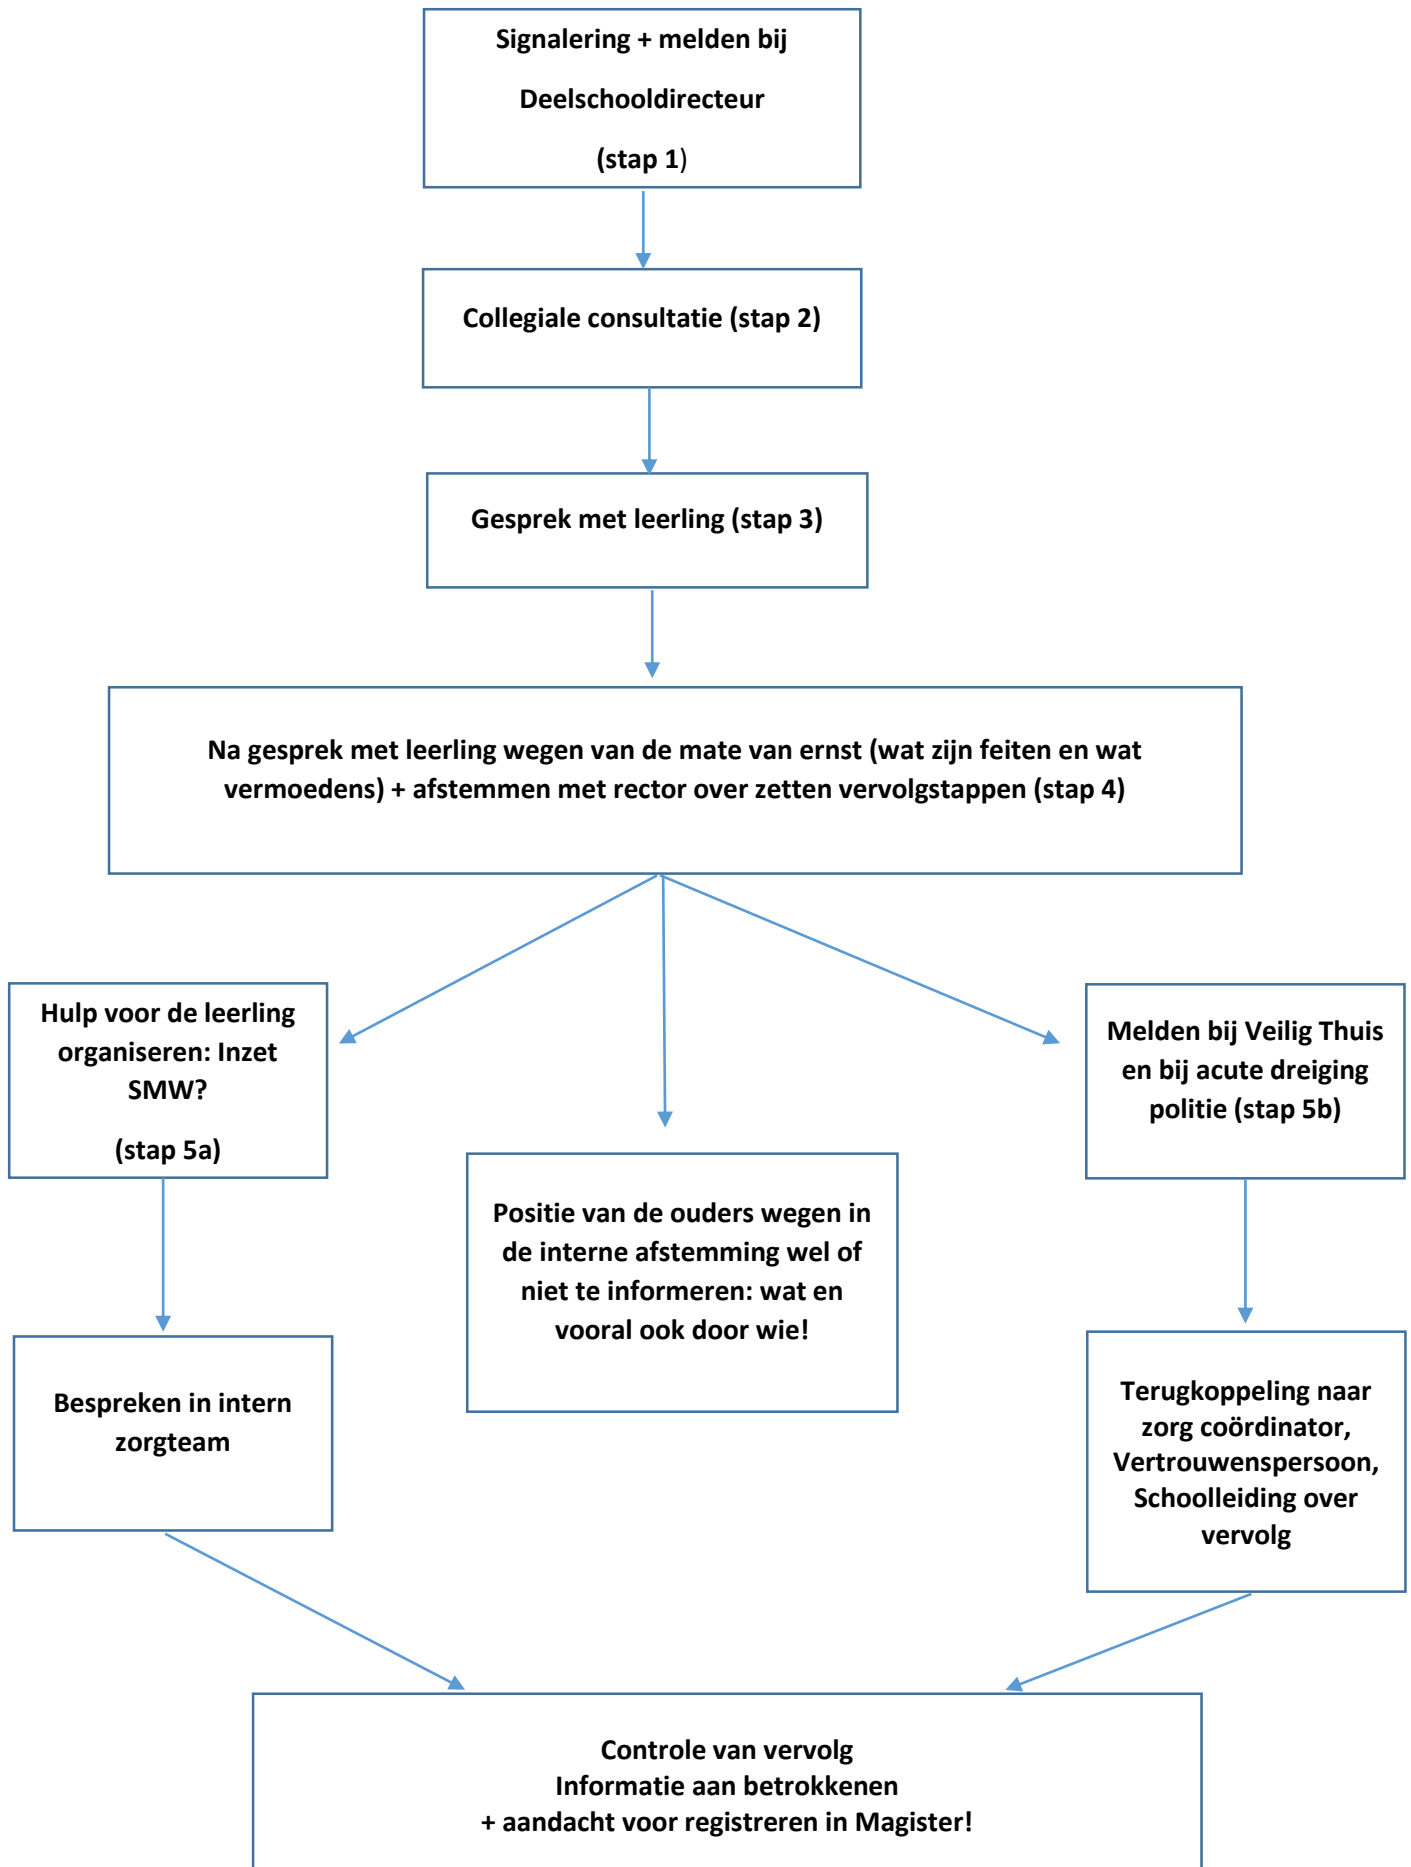 Signalering + melden bij
Deelschooldirecteur
(stap 1)
Collegiale consultatie (stap 2)
Gesprek met leerling (stap 3)
Na gesprek met leerling wegen van de mate van ernst (wat zijn feiten en wat
vermoedens) + afstemmen met rector over zetten vervolgstappen (stap 4)
Hulp voor de leerling
organiseren: Inzet
SMW?
(stap 5a)
Positie van de ouders wegen in
de interne afstemming wel of
niet te informeren: wat en
vooral ook door wie!
Melden bij Veilig Thuis
en bij acute dreiging
politie (stap 5b)
Bespreken in intern
zorgteam
Terugkoppeling naar
zorg coördinator,
Vertrouwenspersoon,
Schoolleiding over
vervolg
Controle van vervolg
Informatie aan betrokkenen
+ aandacht voor registreren in Magister!